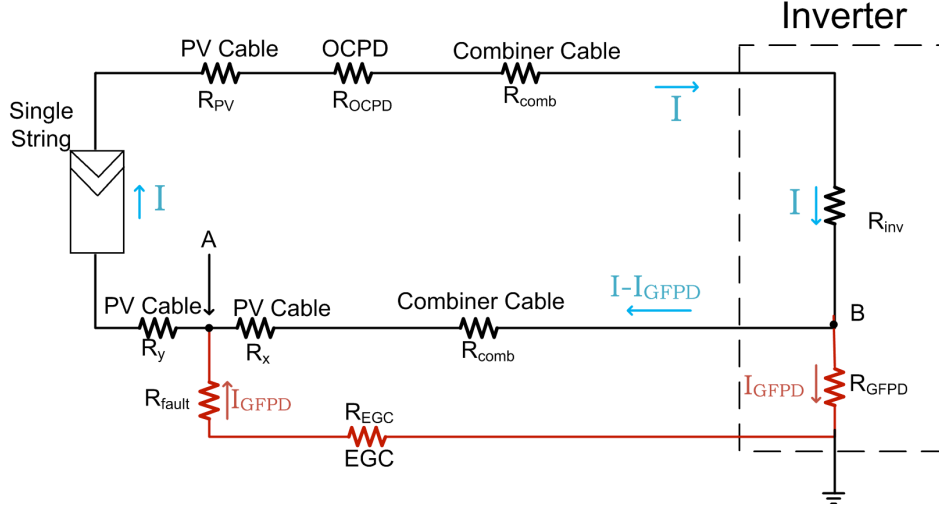 Inverter
PV Cable
OCPD
Combiner Cable
R_PV
R_OCPD
R_comb
I
Single
String
I
I
R_inv
A
PV Cable
PV Cable
Combiner Cable
I-I_GFPD
B
R_y
R_x
R_comb
R_fault
I_GFPD
R_EGC
EGC
I_GFPD
R_GFPD